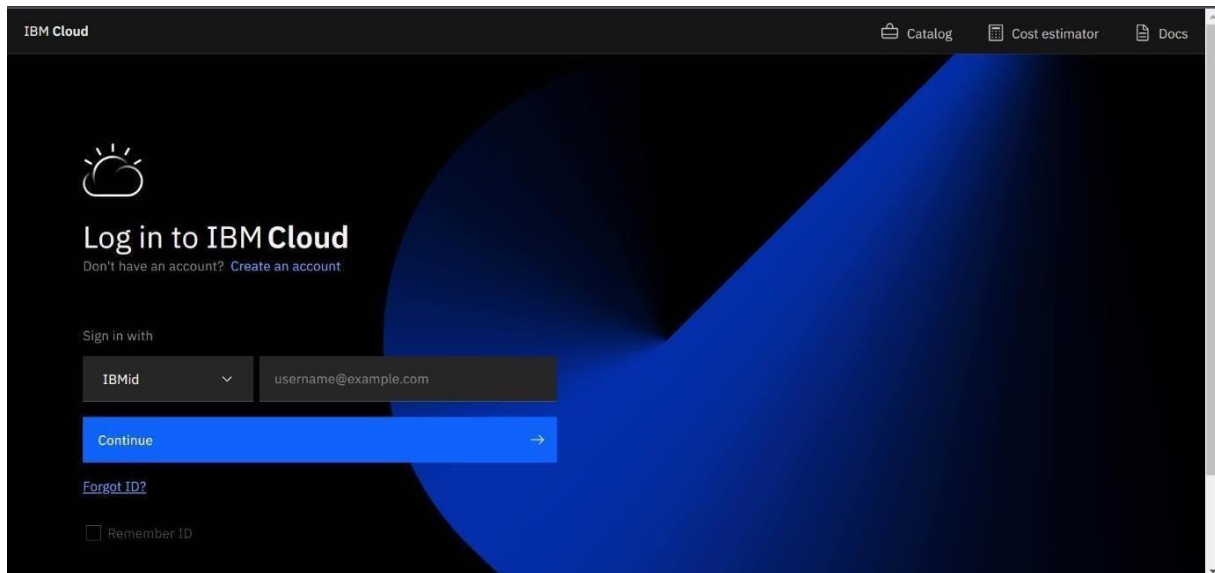 IBM Cloud
Catalog
Cost estimator
Docs
Log in to IBM Cloud
Don't have an account? Create an account
Sign in with
IBMid
username@example.com
Continue
Forgot ID?
Remember ID